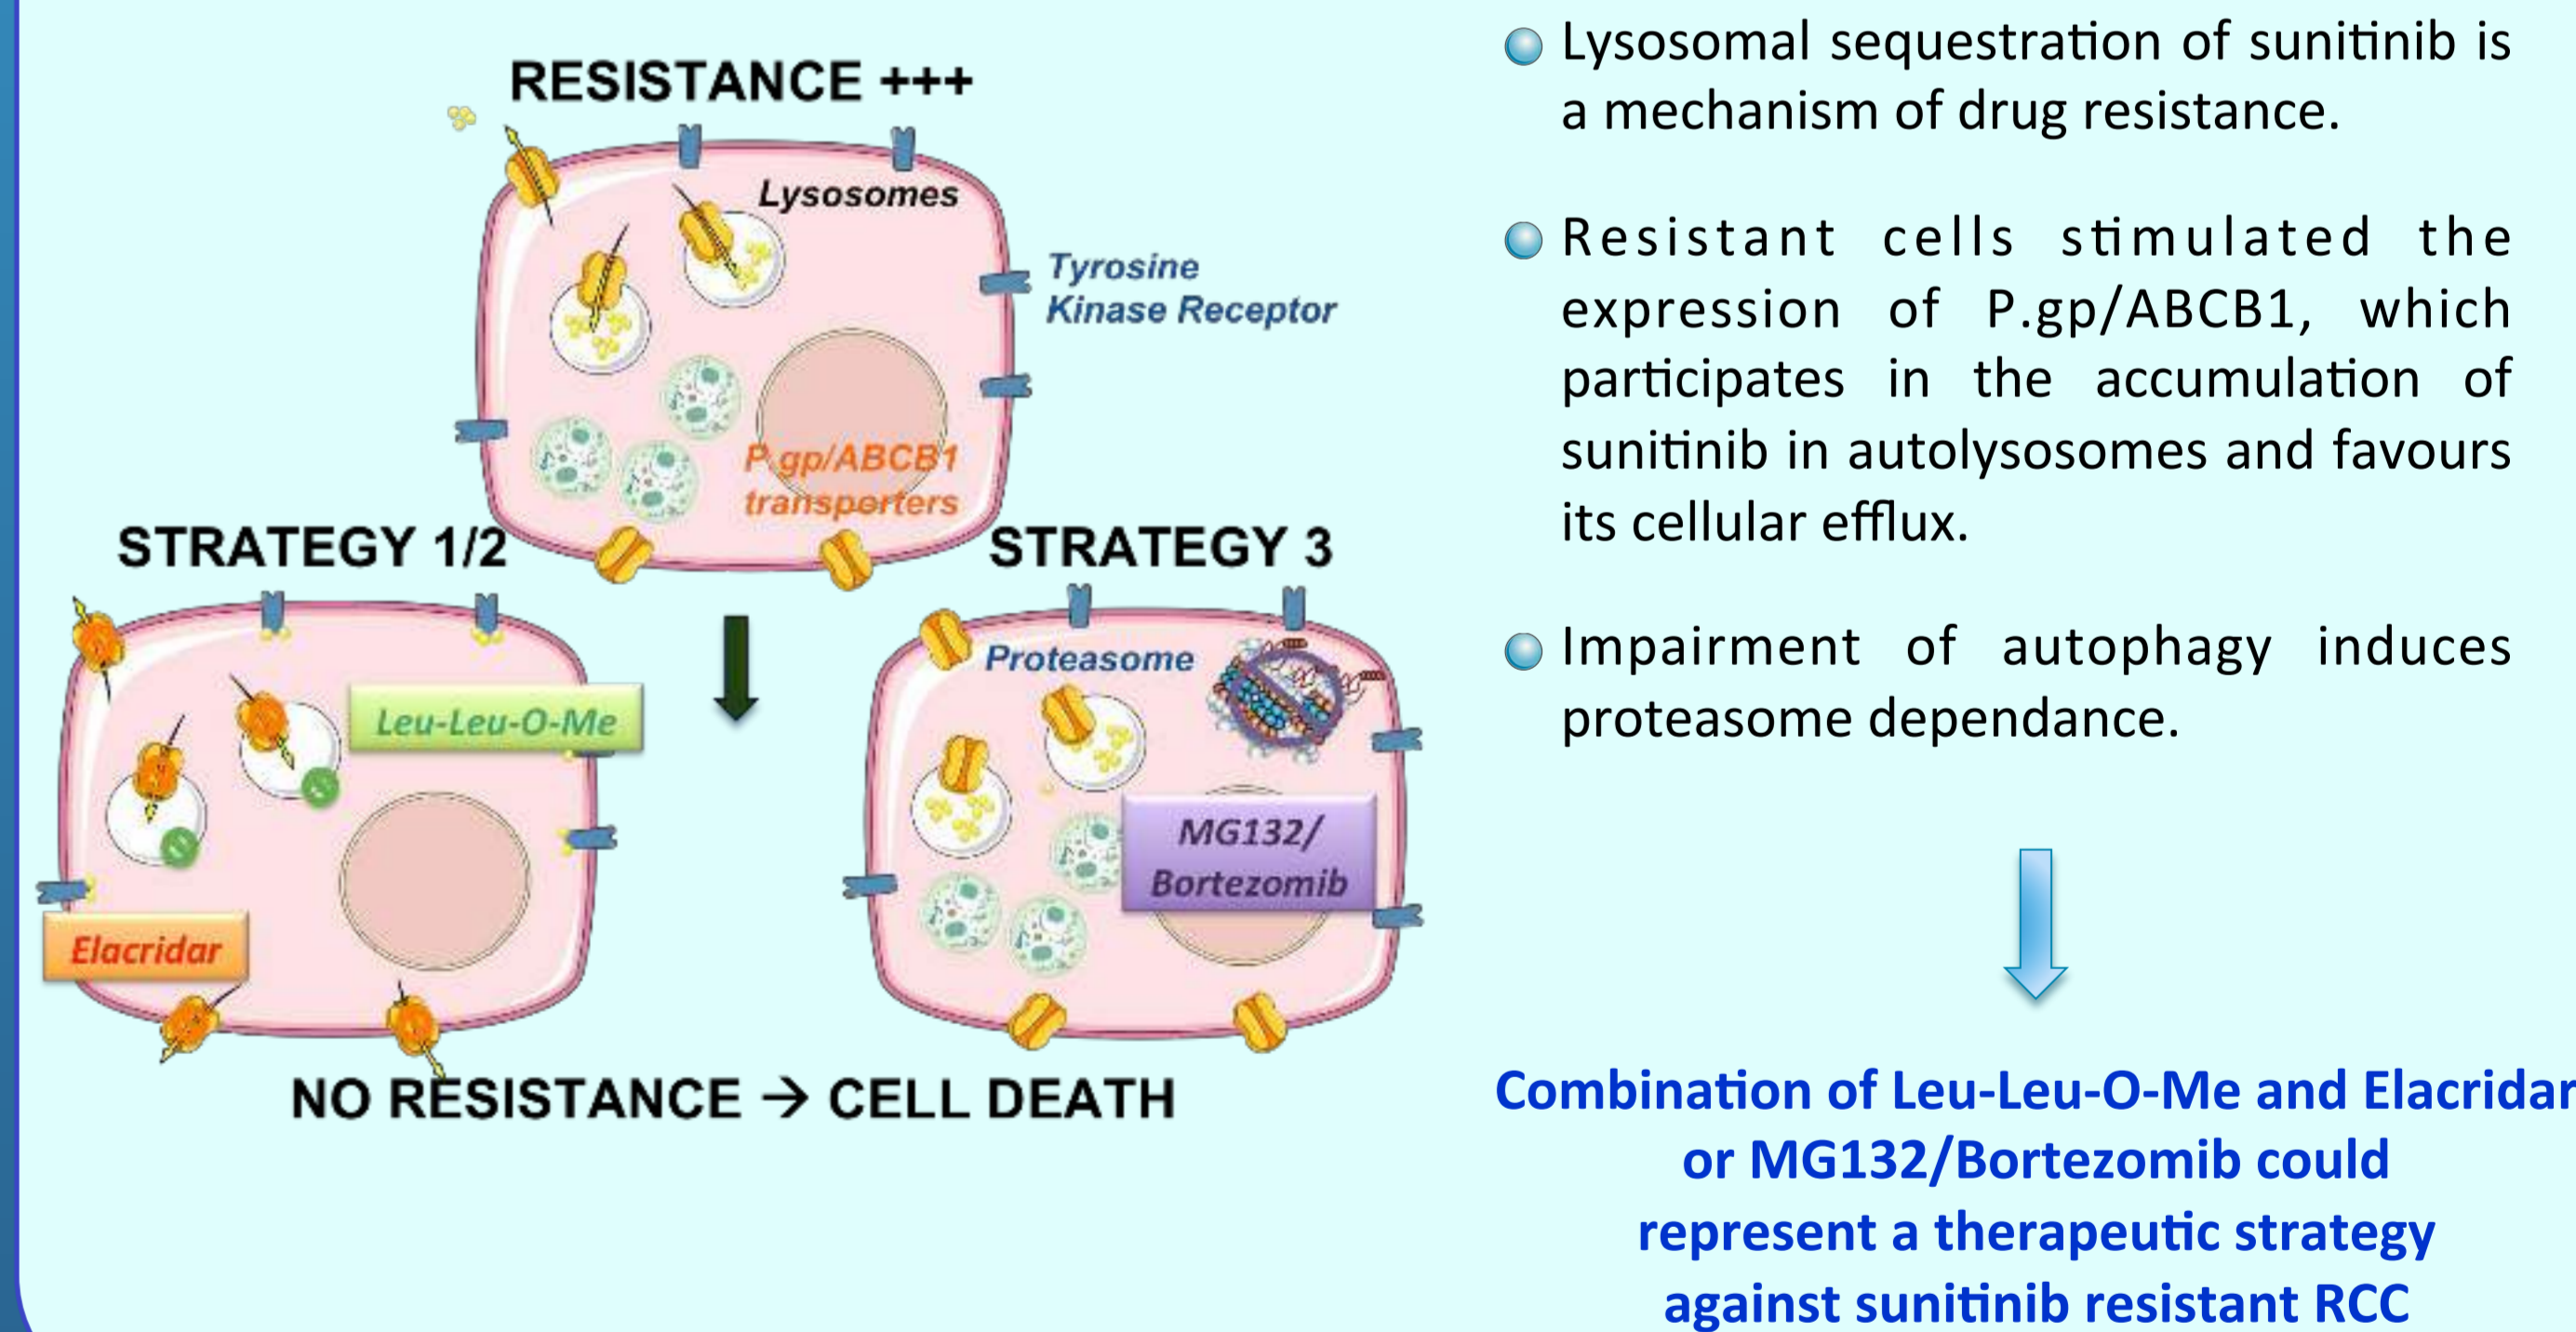 RESISTANCE +++
Lysosomes
Tyrosine
Kinase Receptor
P.gp/ABCB1
transporters
STRATEGY 1/2
STRATEGY 3
Leu-Leu-O-Me
Elacridar
Proteasome
MG132/
Bortezomib
NO RESISTANCE → CELL DEATH
Lysosomal sequestration of sunitinib is
a mechanism of drug resistance.
Resistant cells stimulated the
expression of P.gp/ABCB1, which
participates in the accumulation of
sunitinib in autolysosomes and favours
its cellular efflux.
Impairment of autophagy induces
proteasome dependance.
Combination of Leu-Leu-O-Me and Elacridar
or MG132/Bortezomib could
represent a therapeutic strategy
against sunitinib resistant RCC